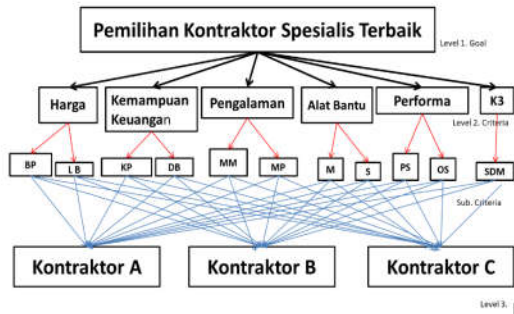 Pemilihan Kontraktor Spesialis Terbaik
Level 1. Goal
Harga
Kemampuan
Keuangan
Pengalaman
Alat Bantu
Performa
K3
Level 2. Criteria
BP
LB
KP
DB
MM
MP
M
S
PS
OS
SDM
Sub. Criteria
Kontraktor A
Kontraktor B
Kontraktor C
Level 3.